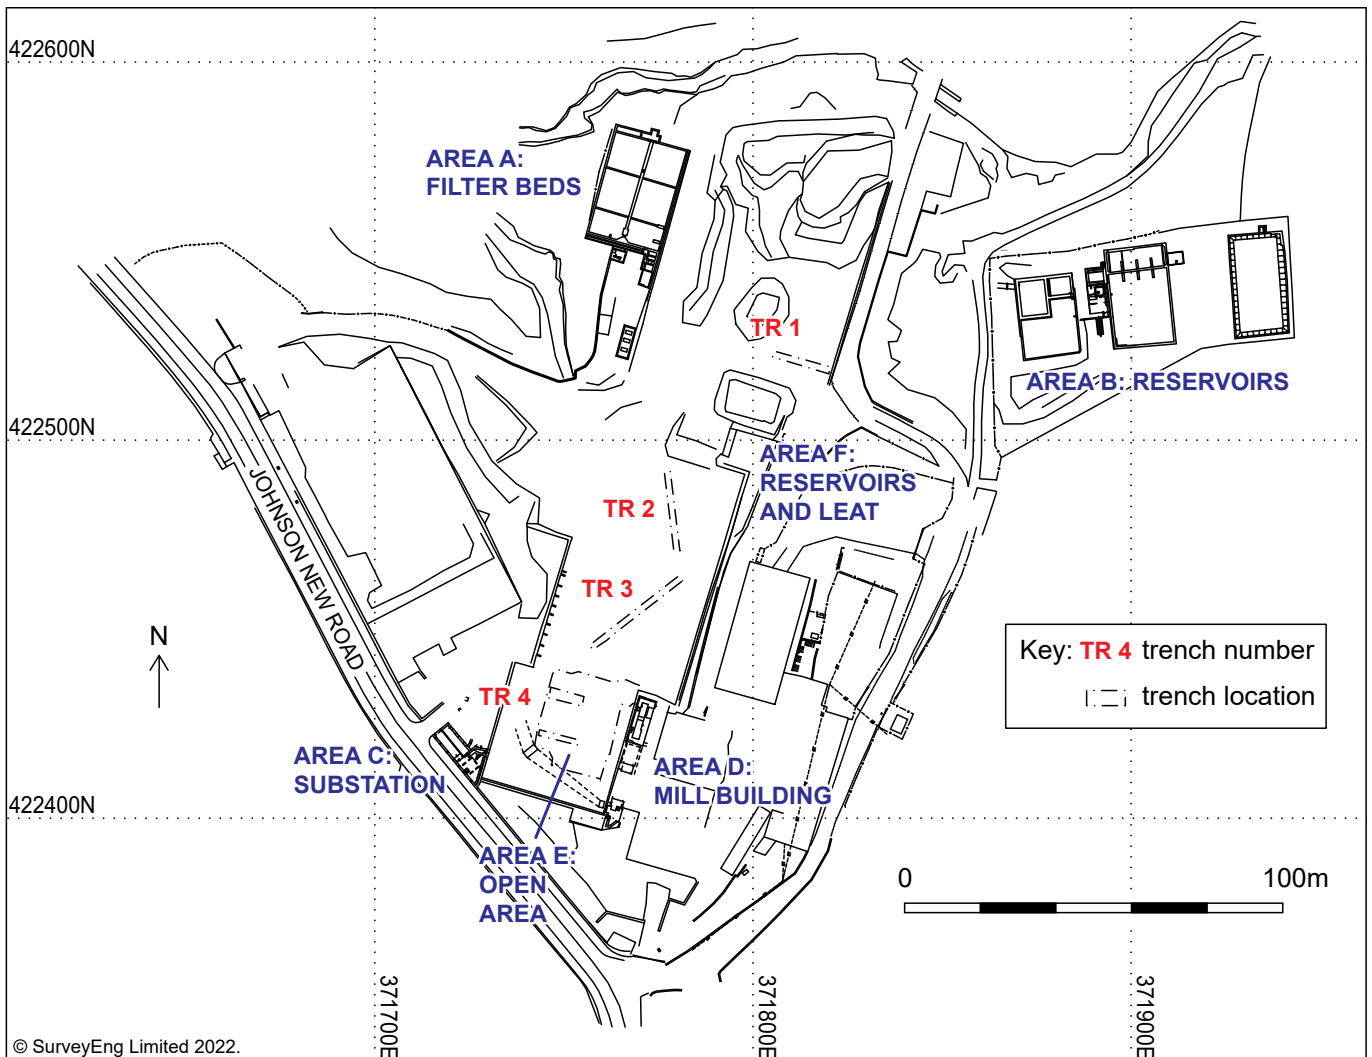 422600N
AREA A:
FILTER BEDS
TR 1
AREA B: RESERVOIRS
422500N
AREA F:
RESERVOIRS
AND LEAT
TR 2
JOHNSON NEW ROAD
TR 3
N
Key: TR 4 trench number
trench location
TR 4
AREA C:
SUBSTATION
AREA D:
MILL BUILDING
422400N
AREA E:
OPEN
AREA
0 100m
371700E
371800E
371900E
© SurveyEng Limited 2022.